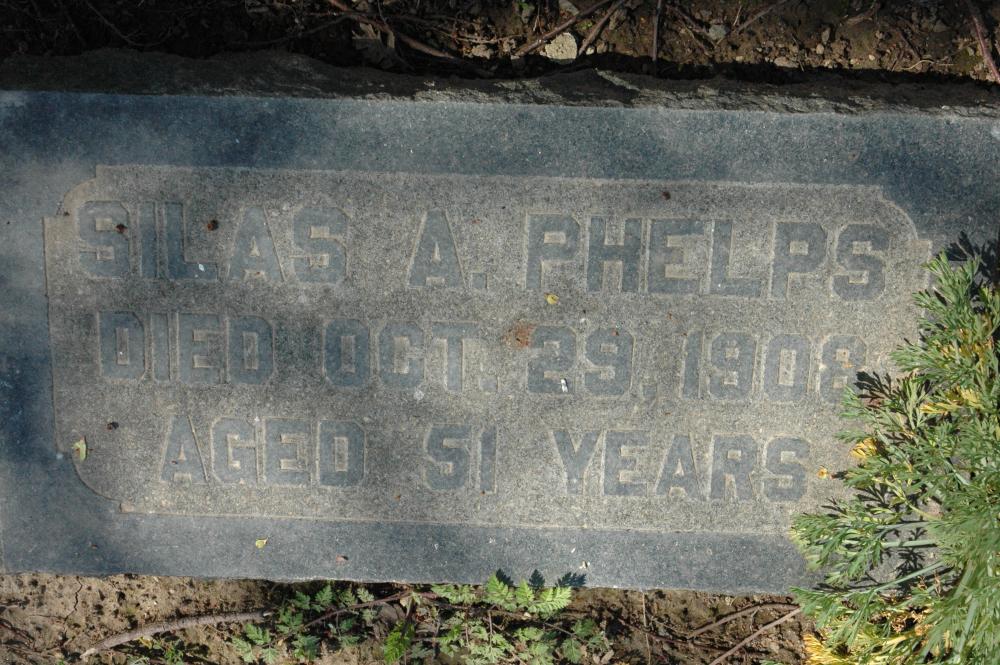 SILAS A. PHELPS
DIED OCT. 29, 1908
AGED 51 YEARS